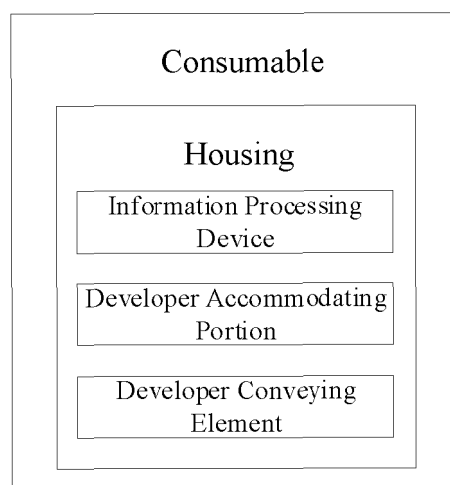 Consumable
Housing
Information Processing
Device
Developer Accommodating
Portion
Developer Conveying
Element